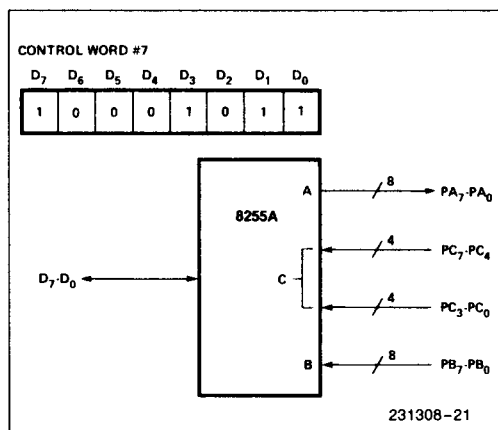 CONTROL WORD #7
D7 D6 D5 D4 D3 D2 D1 D0
1 0 0 0 1 0 1 1
8255A
A
8
PA7-PA0
4
PC7-PC4
D7-D0
C
4
PC3-PC0
B
8
PB7-PB0
231308-21